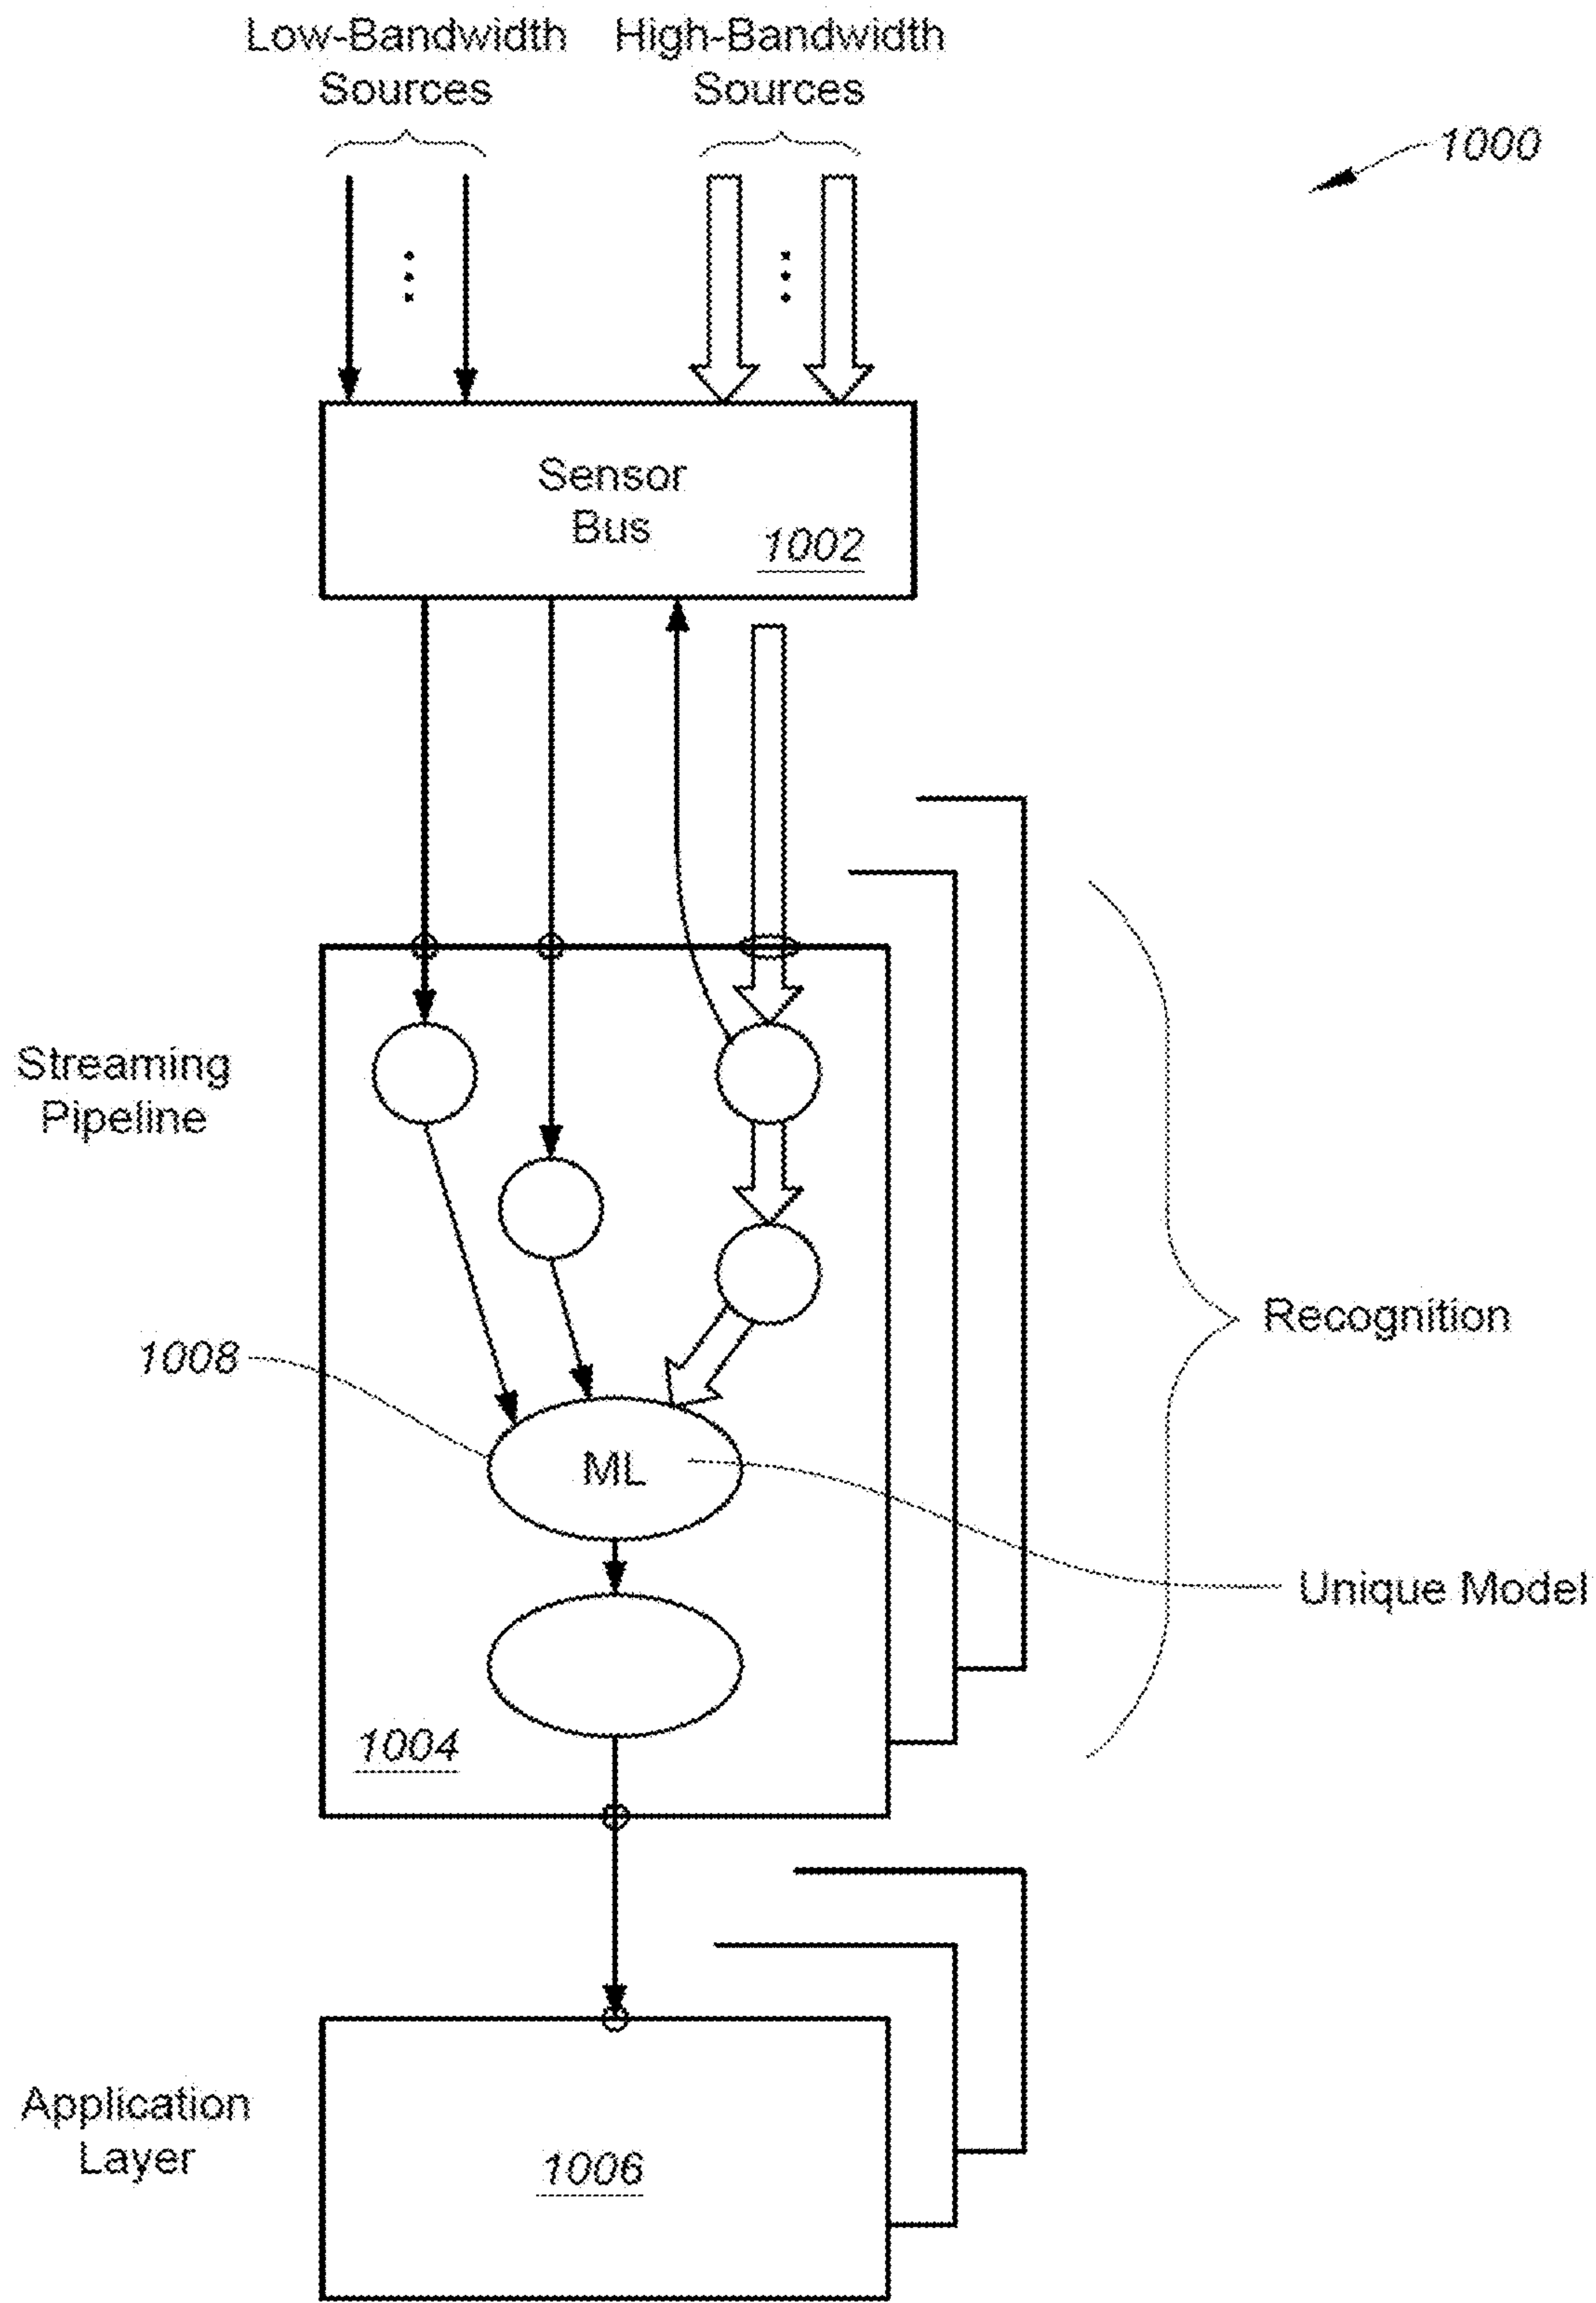 Low-Bandwidth
Sources
High-Bandwidth
Sources
1000
Sensor
Bus
1002
Streaming
Pipeline
Recognition
1008
ML
Unique Model
1004
Application
Layer
1006